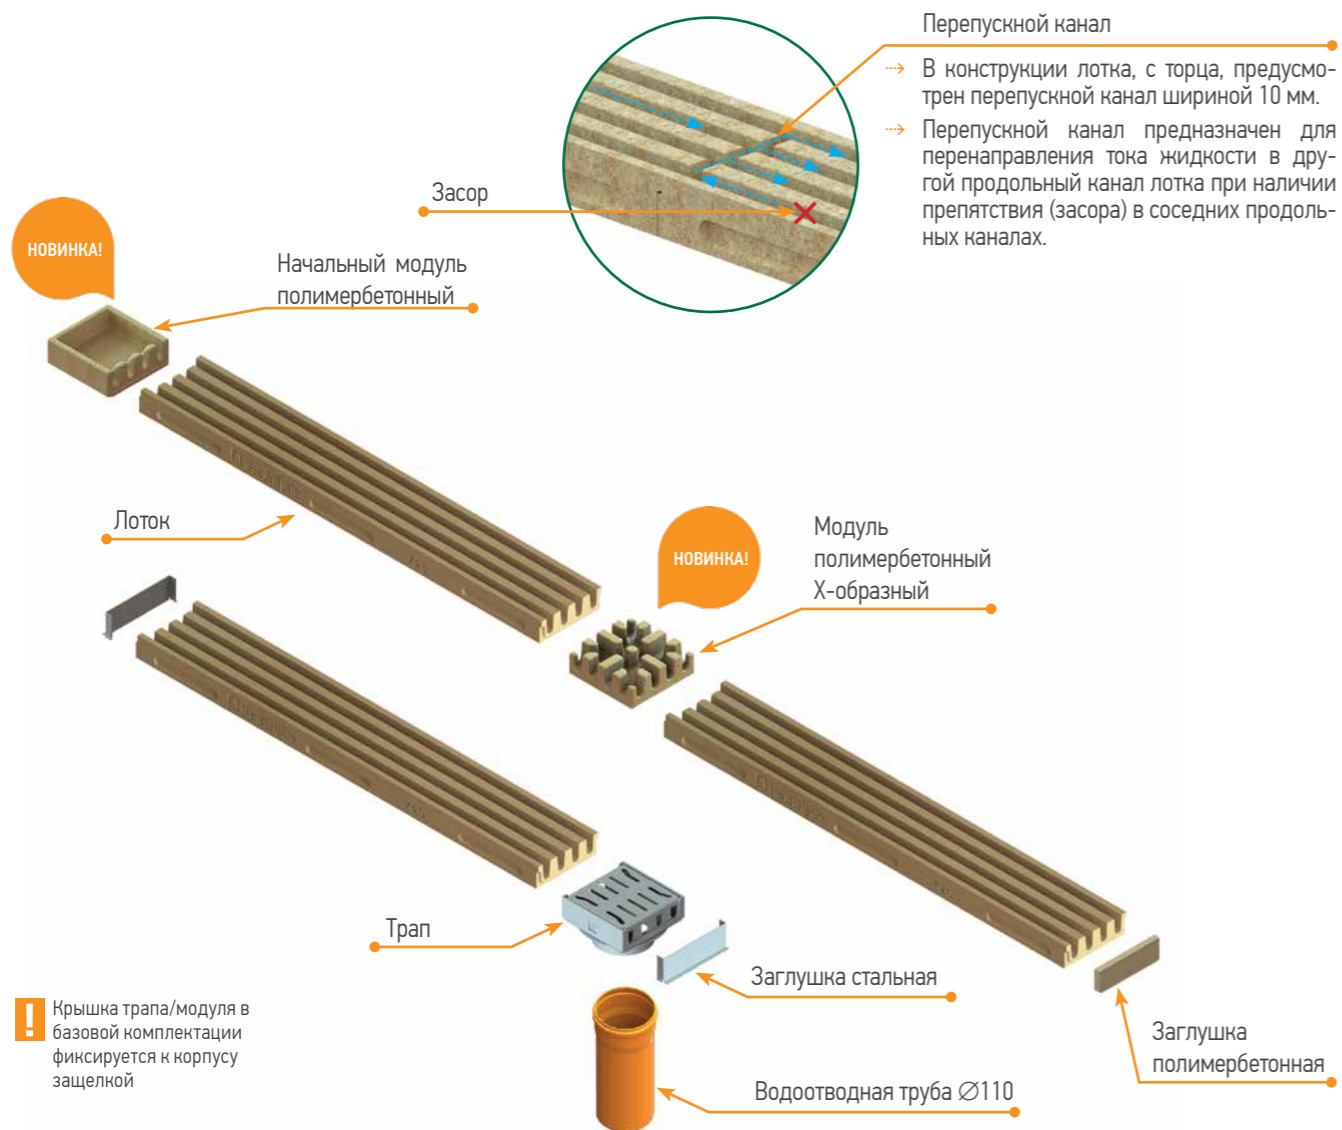 Перепускной канал
В конструкции лотка, с торца, предусмо-
трен перепускной канал шириной 10 мм.
Перепускной канал предназначен для
перенаправления тока жидкости в дру-
гой продольный канал лотка при наличии
препятствия (засора) в соседних продоль-
ных каналах.
Засор
НОВИНКА!
Начальный модуль
полимербетонный
Лоток
НОВИНКА!
Модуль
полимербетонный
Х-образный
Трап
Заглушка стальная
! Крышка трапа/модуля в
базовой комплектации
фиксируется к корпусу
защелкой
Заглушка
полимербетонная
Водоотводная труба ∅110